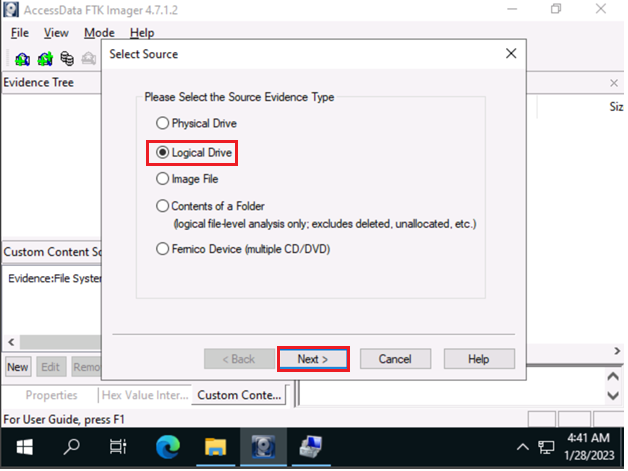 AccessData FTK Imager 4.7.1.2
File View Mode Help
Evidence Tree
Siz
Select Source
Please Select the Source Evidence Type
Physical Drive
Logical Drive
Image File
Contents of a Folder
(logical file-level analysis only; excludes deleted, unallocated, etc.)
Fernico Device (multiple CD/DVD)
Custom Content So
Evidence:File System
< Back Next > Cancel Help
New Edit Remo
Properties Hex Value Inter... Custom Conte...
For User Guide, press F1
4:41 AM
1/28/2023